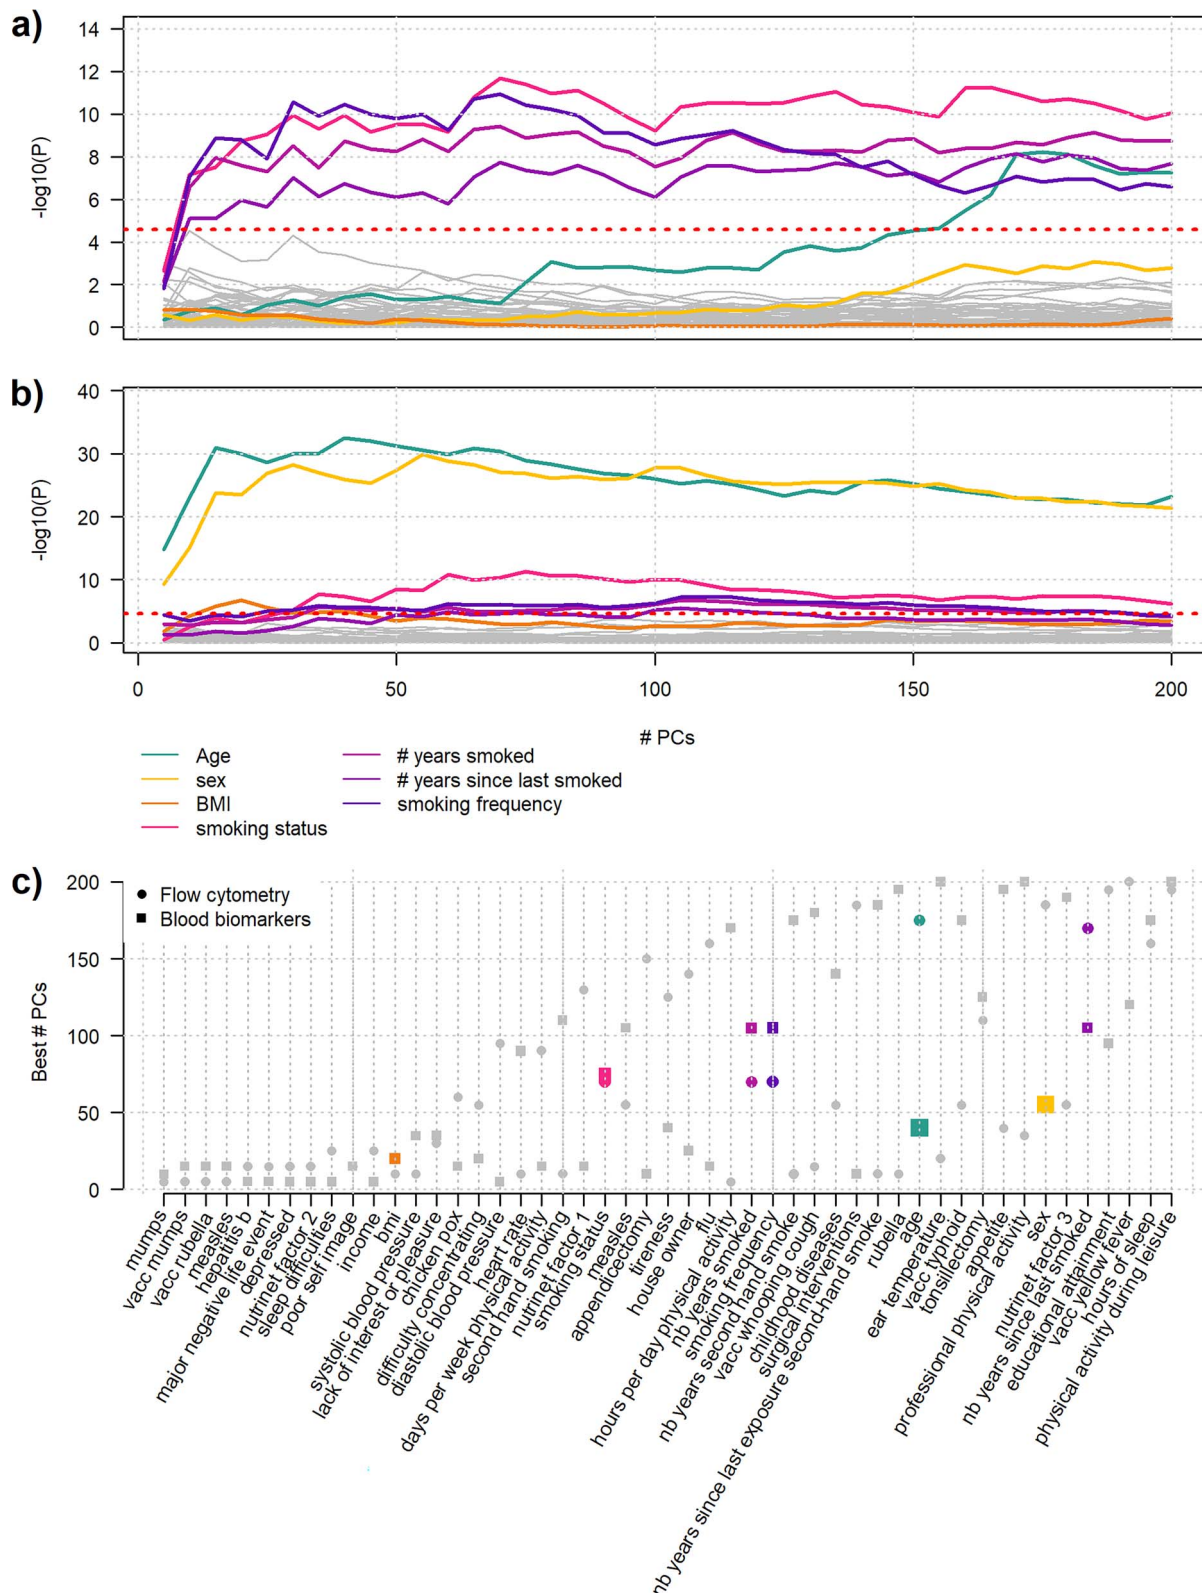 a)
14
12
10
8
6
4
2
0
-log10(P)
b)
40
30
20
10
0
-log10(P)
0 50 100 150 200
# PCs
Age
sex
BMI
smoking status
# years smoked
# years since last smoked
smoking frequency
c)
Flow cytometry
Blood biomarkers
200
150
100
50
0
Best # PCs
mumps
vacc mumps
vacc rubella
measles
hepatitis b
major negative life event
depressed
nutrinet factor 2
sleep difficulties
poor self image
income
bmi
systolic blood pressure
lack of interest or pleasure
chicken pox
difficulty concentrating
diastolic blood pressure
heart rate
days per week physical activity
second hand smoking
nutrinet factor 1
smoking status
measles
appendicectomy
tireness
house owner
flu
hours per day physical activity
nb years smoked
smoking frequency
nb years second hand smoke
vacc whooping cough
childhood diseases
surgical interventions
nb years since last exposure second-hand smoke
rubella
age
ear temperature
vacc typhoid
tonsillectomy
appetite
professional physical activity
sex
nutrinet factor 3
nb years since last smoked
educational attainment
vacc yellow fever
hours of sleep
physical activity during leisure